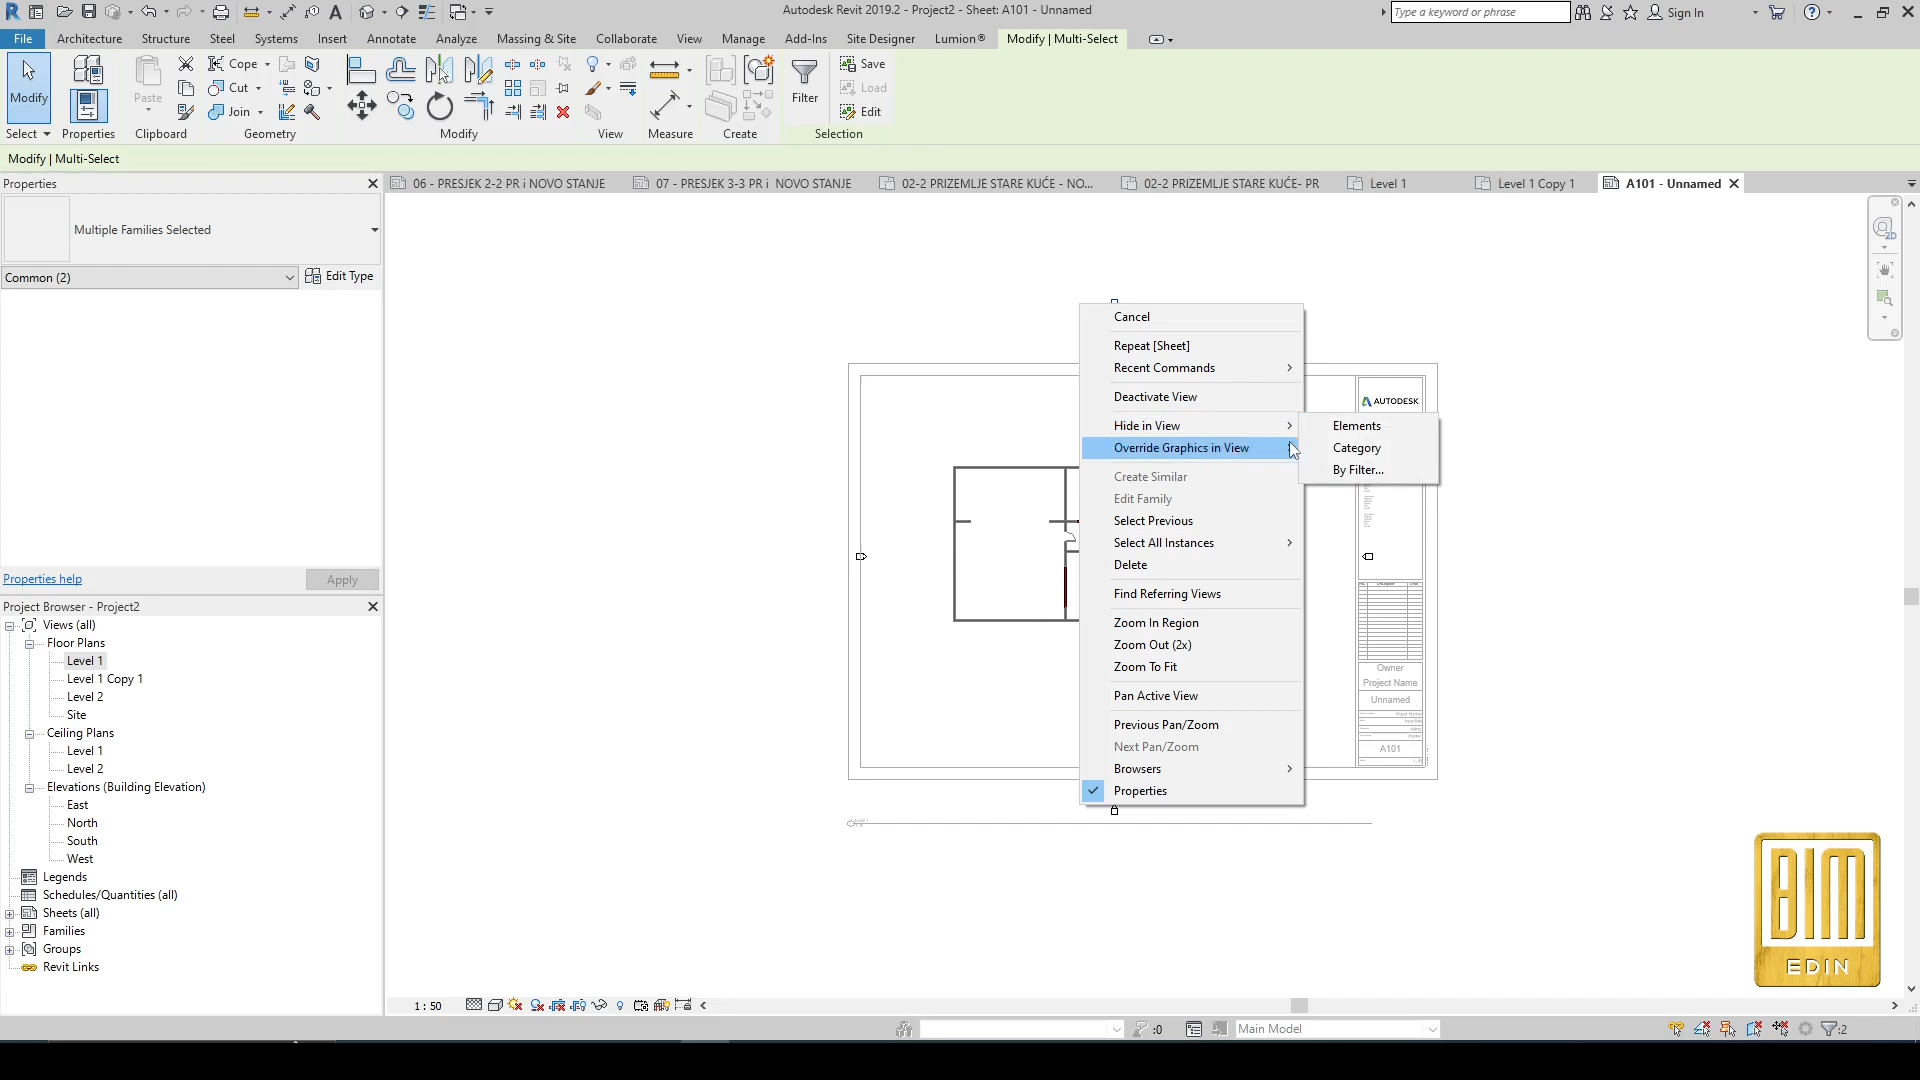 Autodesk Revit 2019.2 - Project2 - Sheet: A101 - Unnamed
Type a keyword or phrase
Sign In
File Architecture Structure Steel Systems Insert Annotate Analyze Massing & Site Collaborate View Manage Add-Ins Site Designer Lumion® Modify | Multi-Select
Modify
Paste
Cope
Cut
Join
Filter
Save
Load
Edit
Select Properties Clipboard Geometry Modify View Measure Create Selection
Modify | Multi-Select
Properties
06 - PRESJEK 2-2 PR i NOVO STANJE
07 - PRESJEK 3-3 PR i NOVO STANJE
02-2 PRIZEMLJE STARE KUĆE - NO...
02-2 PRIZEMLJE STARE KUĆE- PR
Level 1
Level 1 Copy 1
A101 - Unnamed
2D
Multiple Families Selected
Common (2)
Edit Type
Properties help
Apply
Project Browser - Project2
Views (all)
Floor Plans
Level 1
Level 1 Copy 1
Level 2
Site
Ceiling Plans
Level 1
Level 2
Elevations (Building Elevation)
East
North
South
West
Legends
Schedules/Quantities (all)
Sheets (all)
Families
Groups
Revit Links
Cancel
Repeat [Sheet]
Recent Commands
Deactivate View
Hide in View
Override Graphics in View
Create Similar
Edit Family
Select Previous
Select All Instances
Delete
Find Referring Views
Zoom In Region
Zoom Out (2x)
Zoom To Fit
Pan Active View
Previous Pan/Zoom
Next Pan/Zoom
Browsers
Properties
Elements
Category
By Filter...
AUTODESK
Owner
Project Name
Unnamed
A101
BIM
EDIN
1 : 50
:0
Main Model
:2